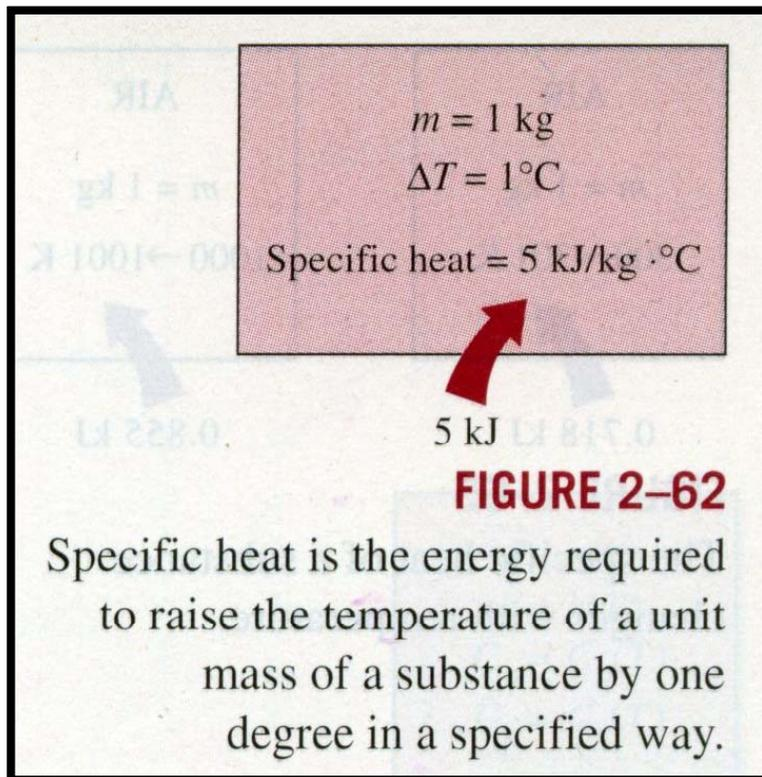 m = 1 kg
ΔT = 1°C
Specific heat = 5 kJ/kg ·°C
5 kJ
FIGURE 2–62
Specific heat is the energy required
to raise the temperature of a unit
mass of a substance by one
degree in a specified way.